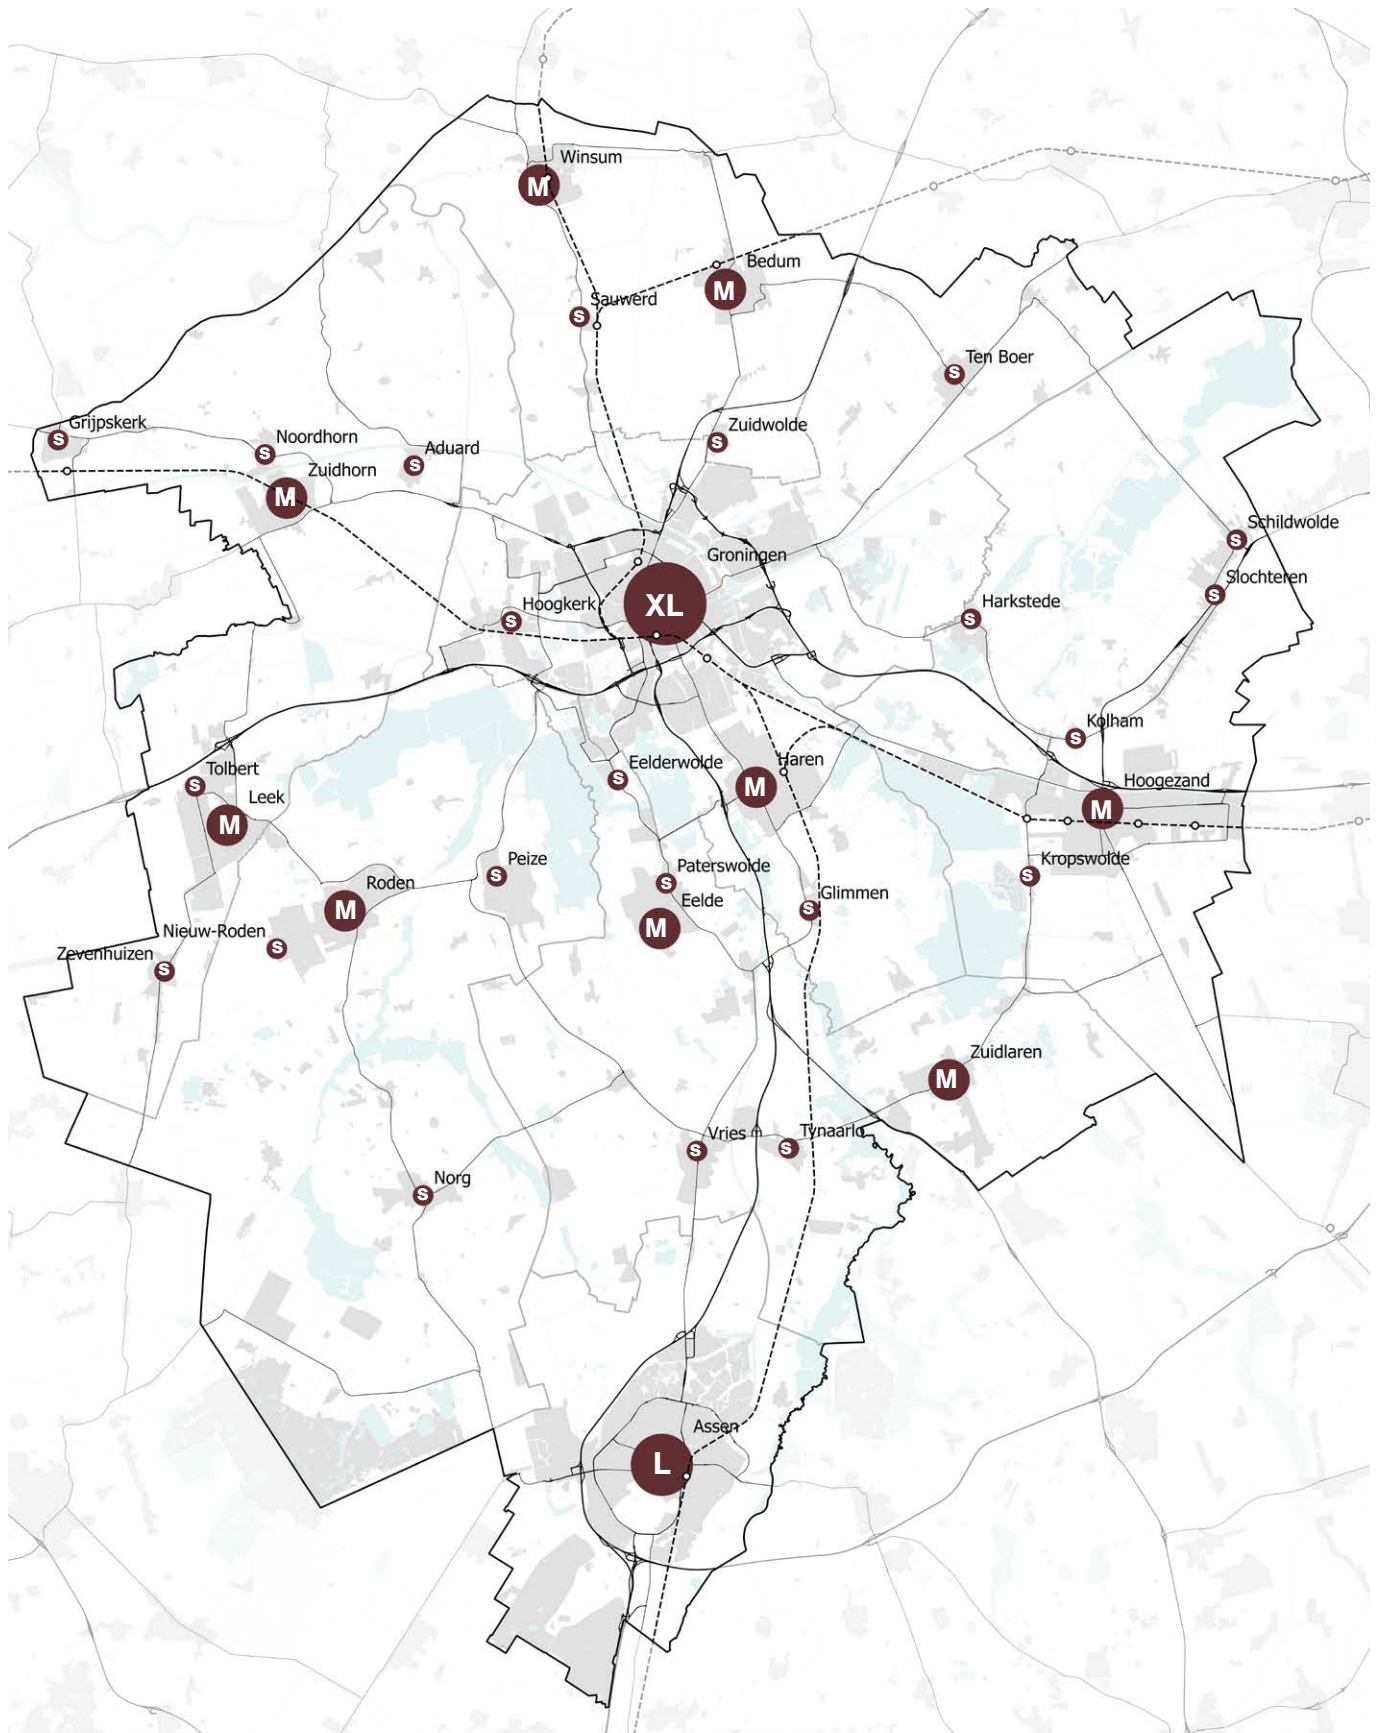 Winsum
M
Bedum
M
Sauwerd
S
Ten Boer
S
Grijpskerk
S
Noordhorn
S
Aduard
S
Zuidwolde
S
Zuidhorn
M
Schildwolde
S
Groningen
XL
Slochteren
S
Hoogkerk
S
Harkstede
S
Kolham
S
Tolbert
S
Eelderwolde
S
Haren
M
Hoogezand
M
Leek
M
Peize
S
Paterswolde
S
Kropswolde
S
Roden
M
Eelde
M
Glimmen
S
Nieuw-Roden
S
Zevenhuizen
S
Zuidlaren
M
Vries
S
Tynaarlo
S
Norg
S
Assen
L